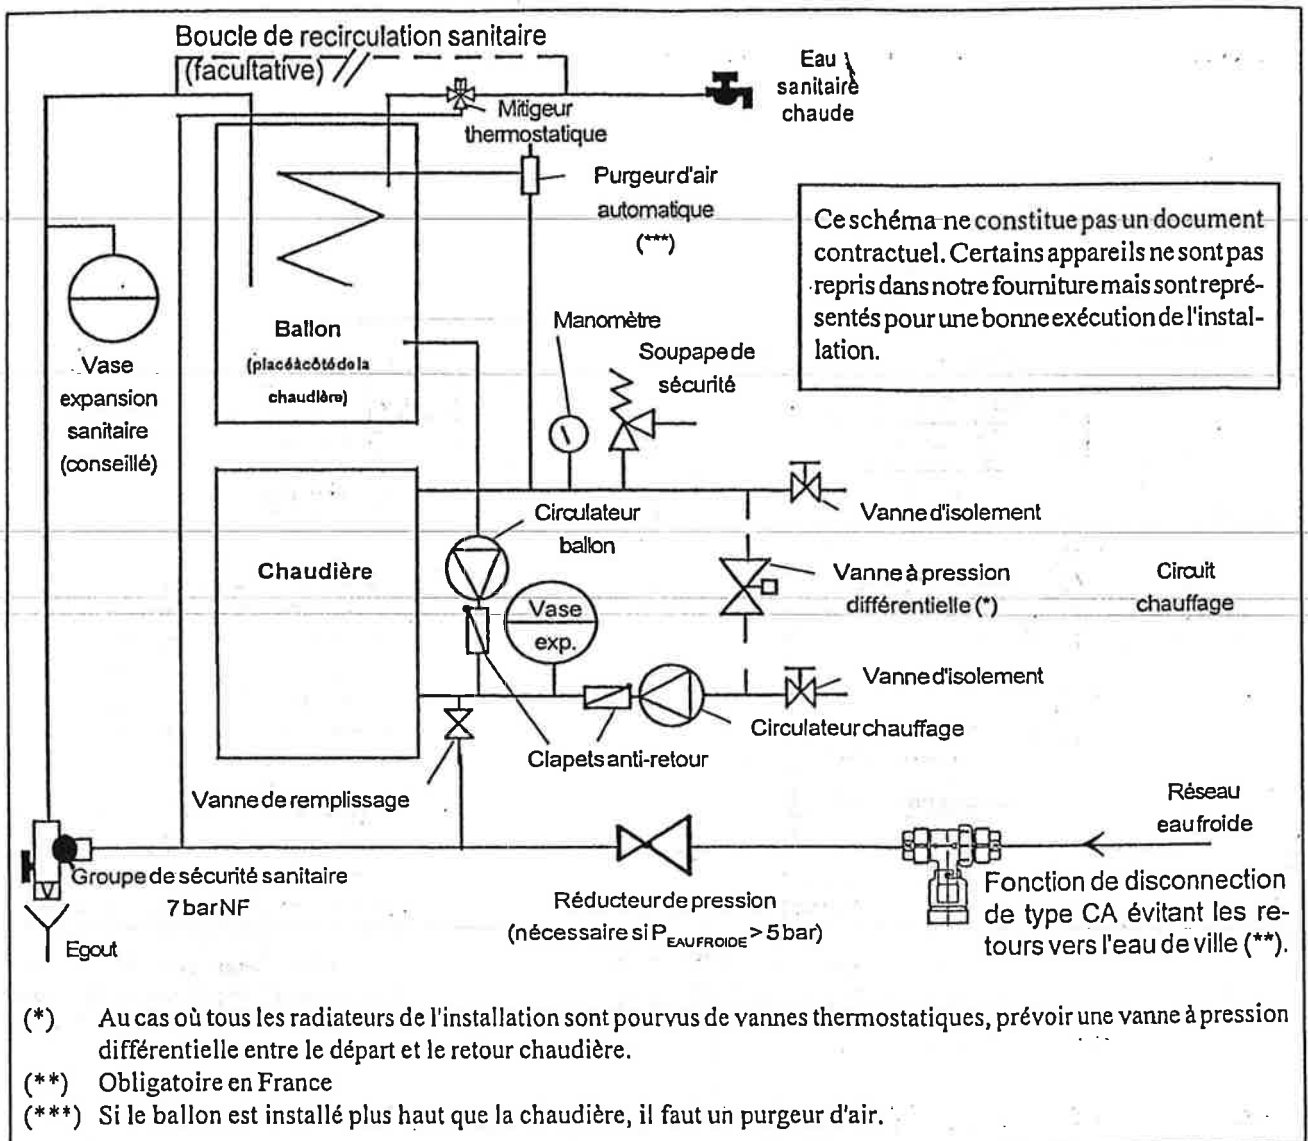 Boucle de recirculation sanitaire
(facultative)
Eau
sanitaire
chaude
Mitigeur
thermostatique
Purgeur d'air
automatique
(***)
Ce schéma ne constitue pas un document
contractuel. Certains appareils ne sont pas
repris dans notre fourniture mais sont repré-
sentés pour une bonne exécution de l'instal-
lation.
Vase
expansion
sanitaire
(conseillé)
Ballon
(placé à côté de la
chaudière)
Manomètre
Soupape de
sécurité
Vanne d'isolement
Circulateur
ballon
Chaudière
Vase
exp.
Vanne à pression
différentielle (*)
Circuit
chauffage
Vanne d'isolement
Circulateur chauffage
Clapets anti-retour
Vanne de remplissage
Réseau
eau froide
Groupe de sécurité sanitaire
7 bar NF
Egout
Réducteur de pression
(nécessaire si P EAU FROIDE > 5 bar)
Fonction de disconnection
de type CA évitant les re-
tours vers l'eau de ville (**).
(*) Au cas où tous les radiateurs de l'installation sont pourvus de vannes thermostatiques, prévoir une vanne à pression
différentielle entre le départ et le retour chaudière.
(**) Obligatoire en France
(***) Si le ballon est installé plus haut que la chaudière, il faut un purgeur d'air.